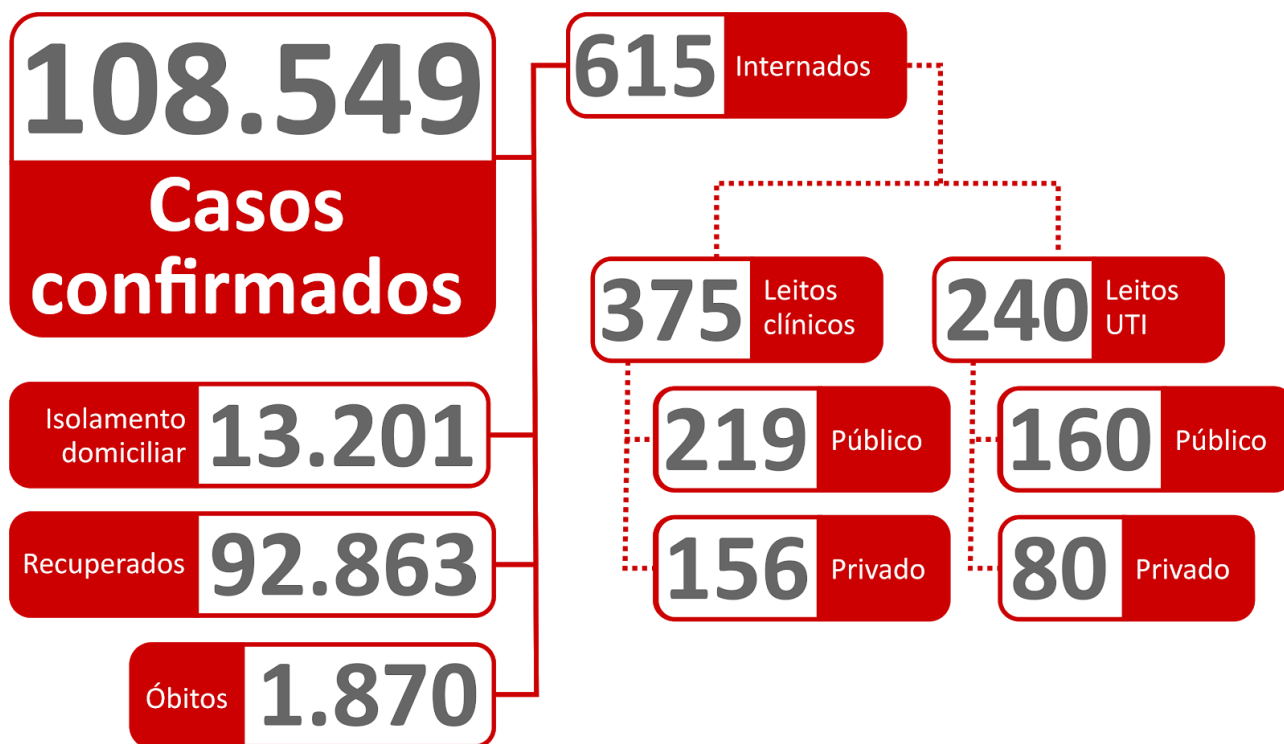 108.549
Casos
confirmados
Isolamento
domiciliar
13.201
Recuperados
92.863
Óbitos
1.870
615
Internados
375
Leitos
clínicos
219
Público
156
Privado
240
Leitos
UTI
160
Público
80
Privado